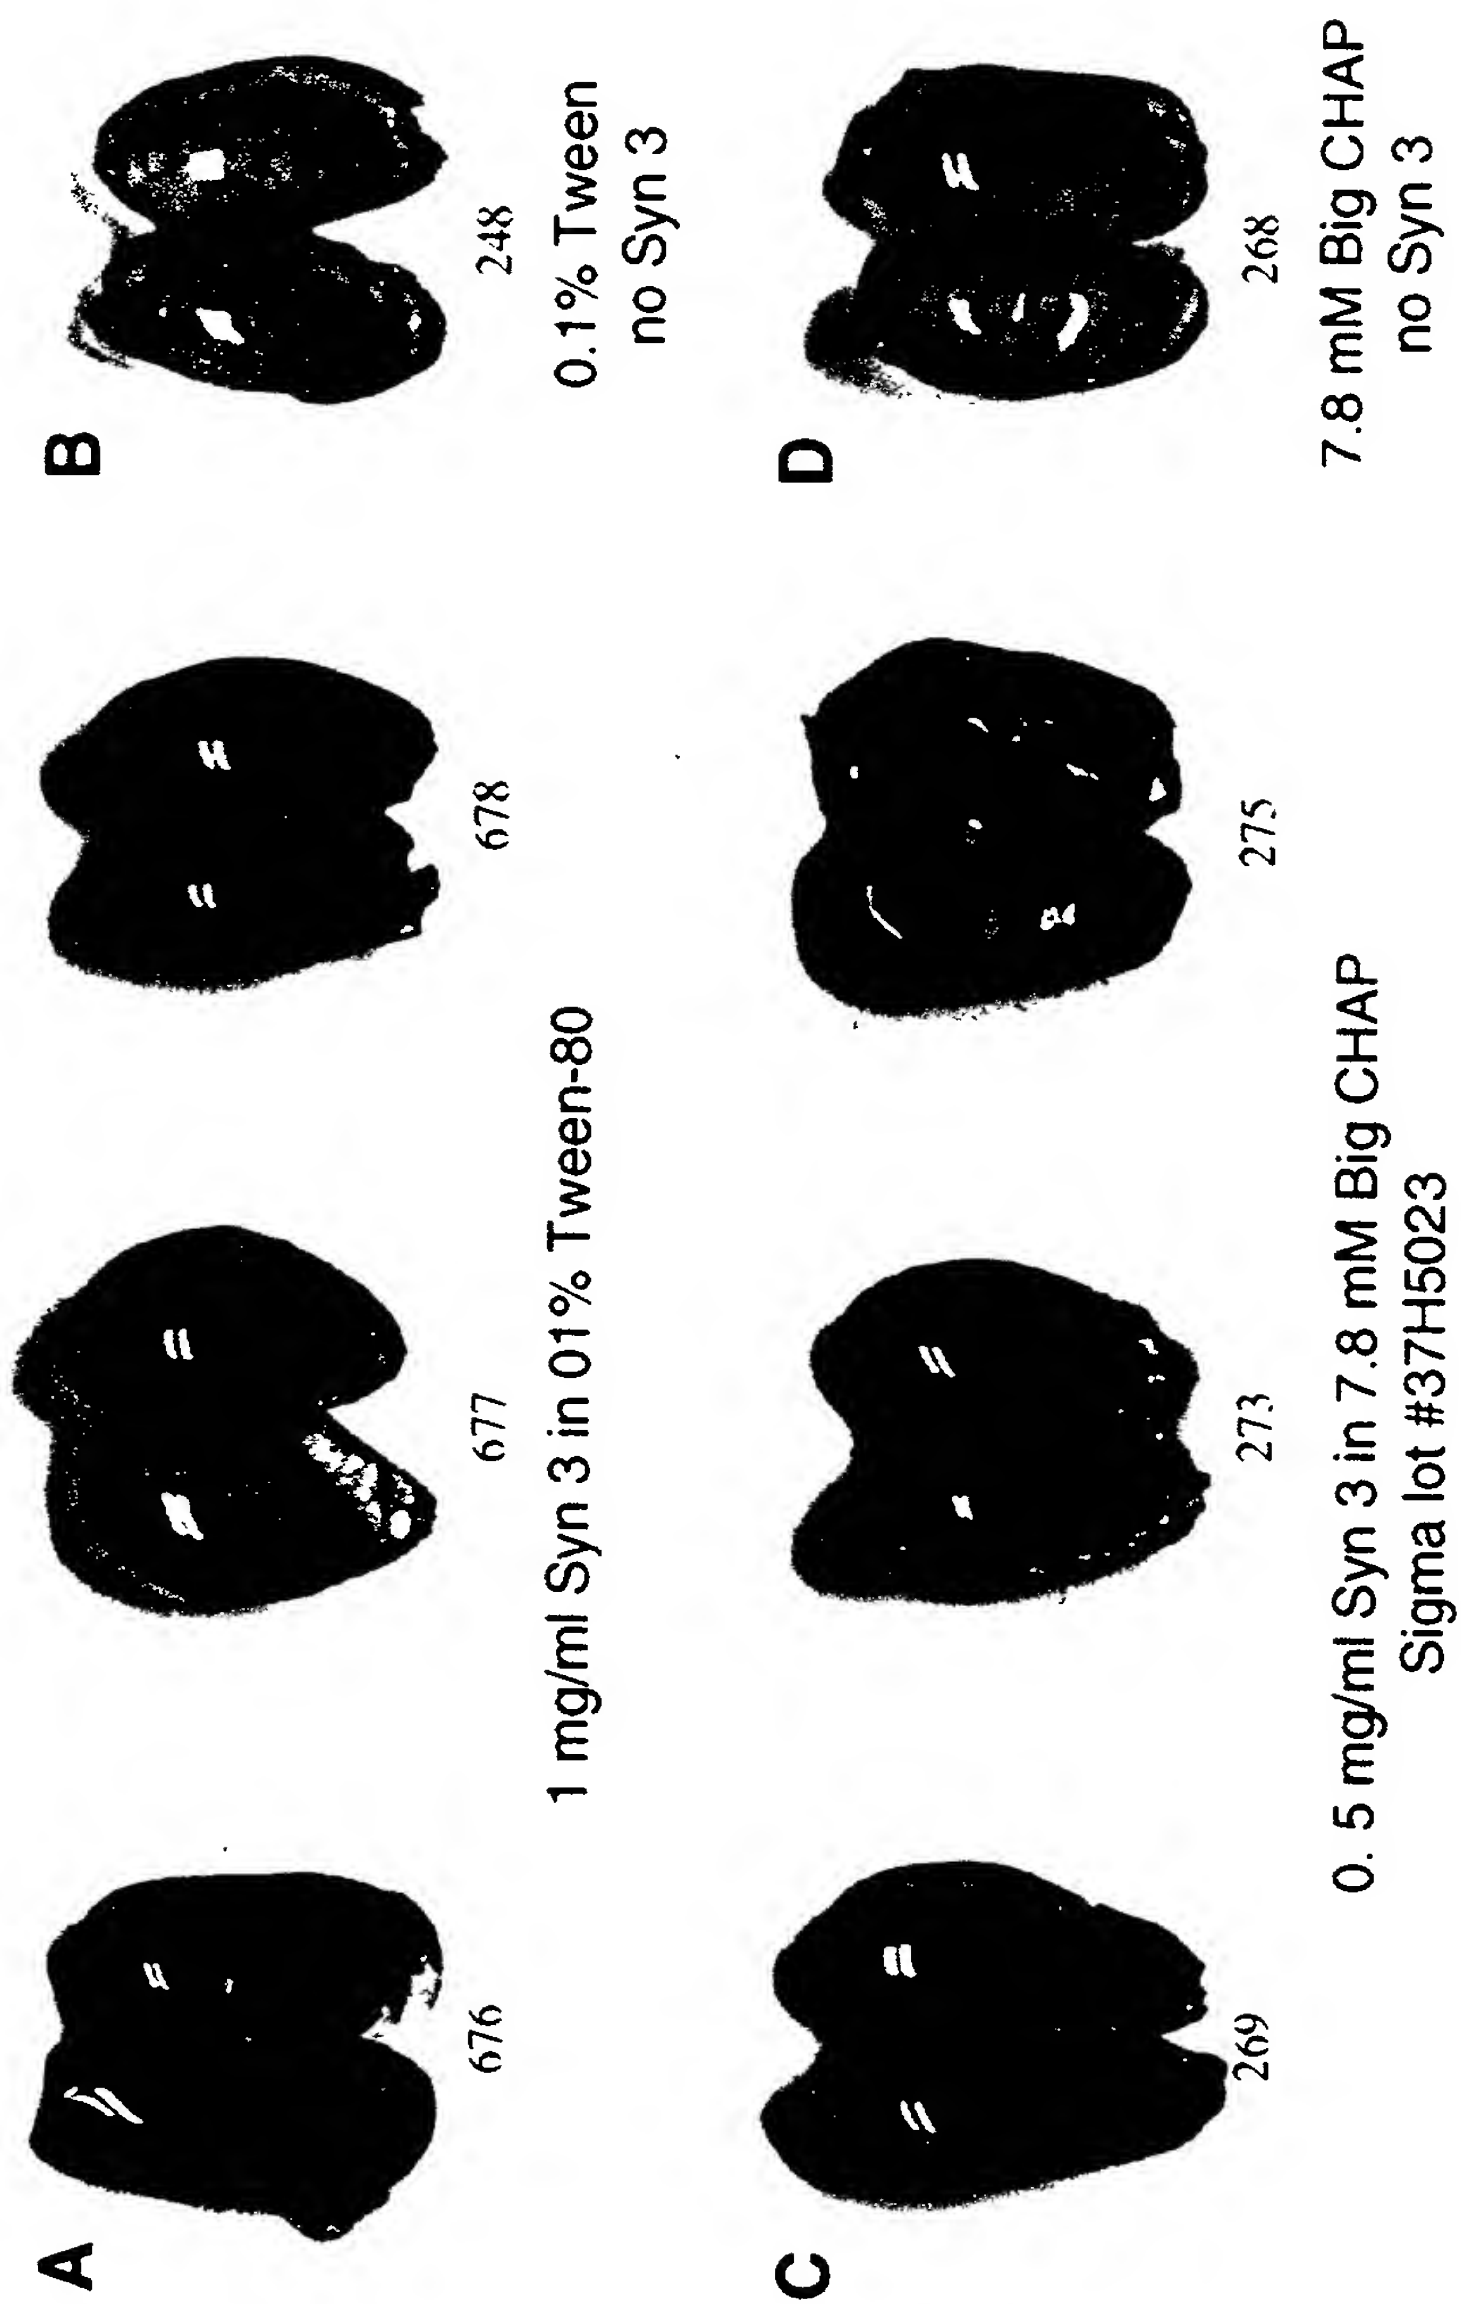 A
676
677
678
1 mg/ml Syn 3 in 01% Tween-80
B
248
0.1% Tween
no Syn 3
C
269
273
275
0. 5 mg/ml Syn 3 in 7.8 mM Big CHAP
Sigma lot #37H5023
D
268
7.8 mM Big CHAP
no Syn 3